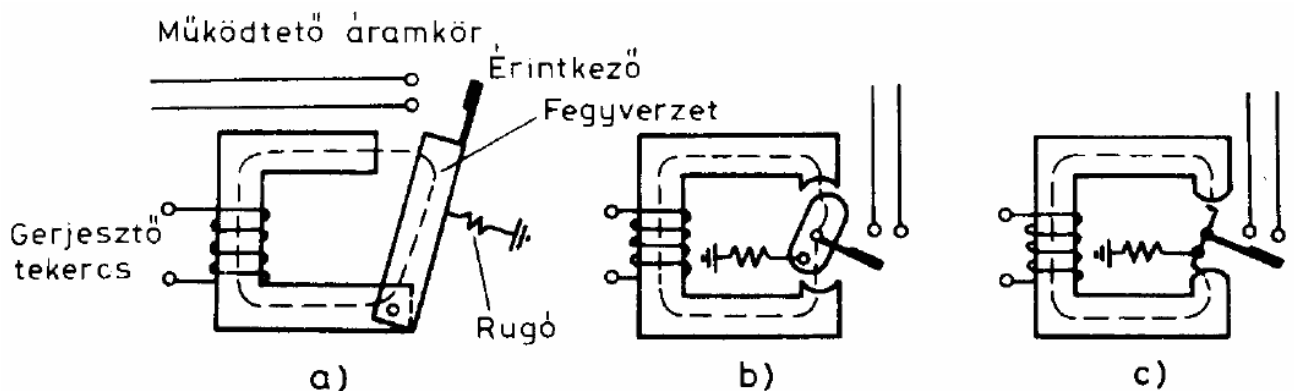 Működtető áramkör
Érintkező
Fegyverzet
Gerjesztő
tekercs
Rugó
a)
b)
c)